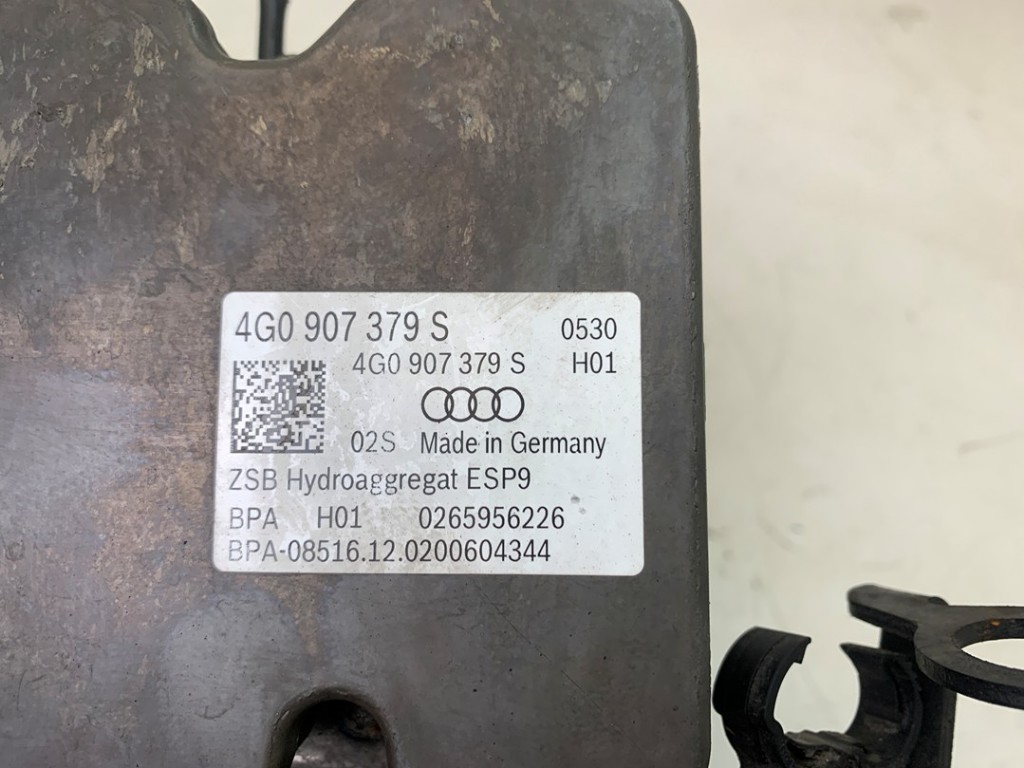 4G0 907 379 S 0530
4G0 907 379 S H01
02S Made in Germany
ZSB Hydroaggregat ESP9
BPA H01 0265956226
BPA-08516.12.0200604344